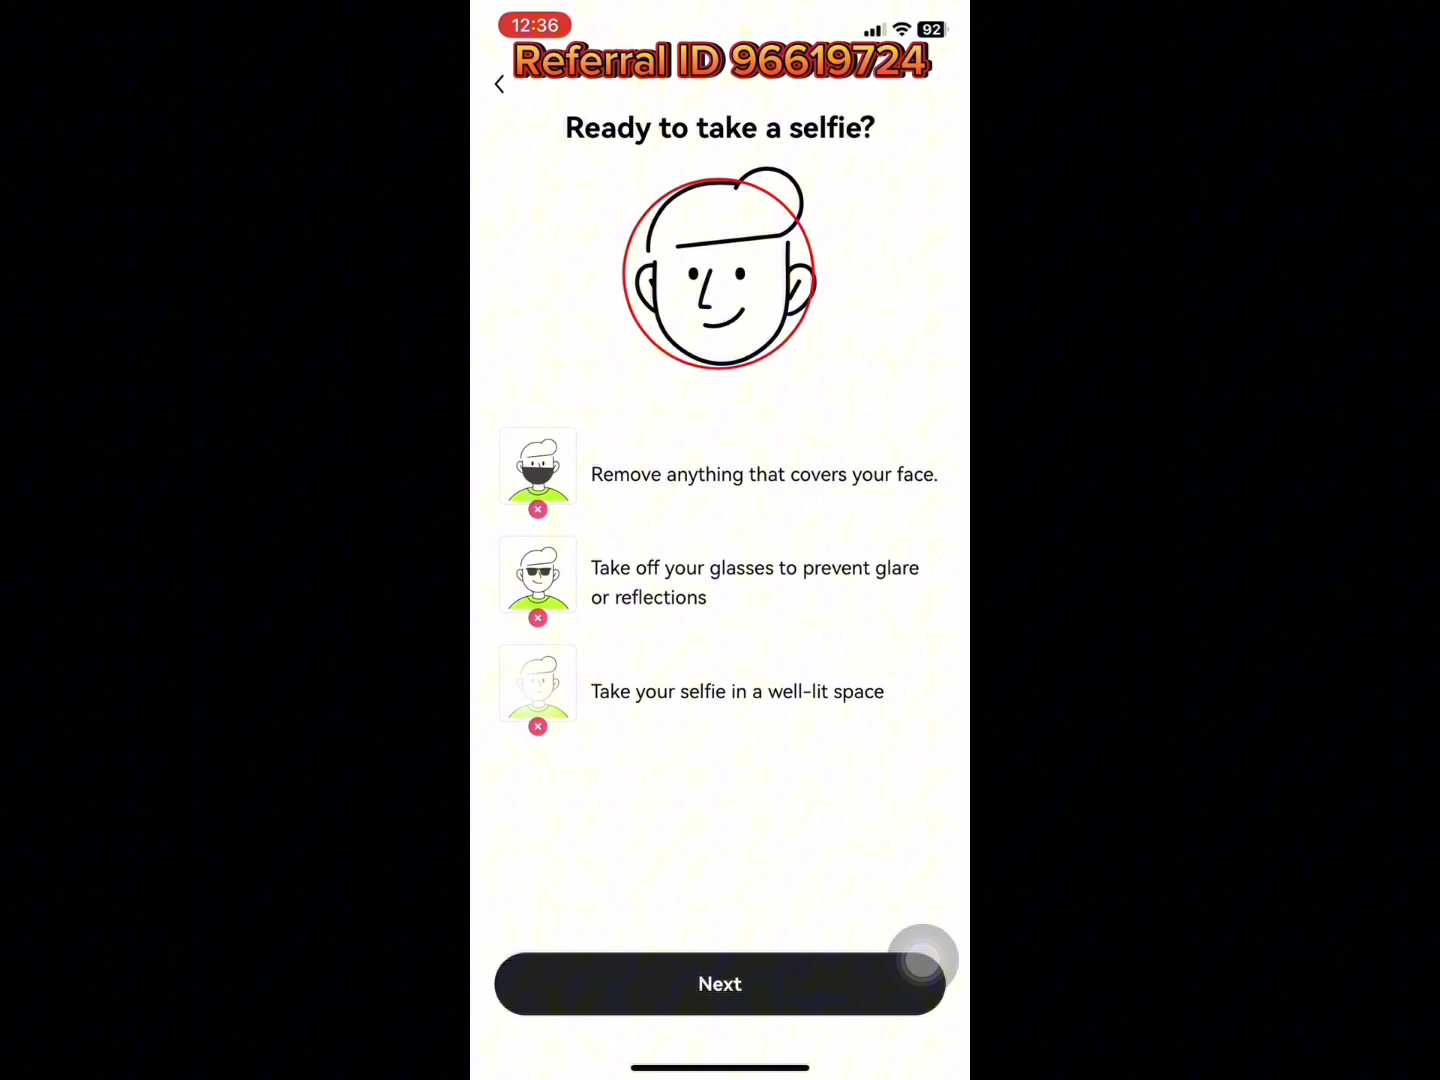 12:36
92
Referral ID 96619724
Ready to take a selfie?
Remove anything that covers your face.
Take off your glasses to prevent glare
or reflections
Take your selfie in a well-lit space
Next